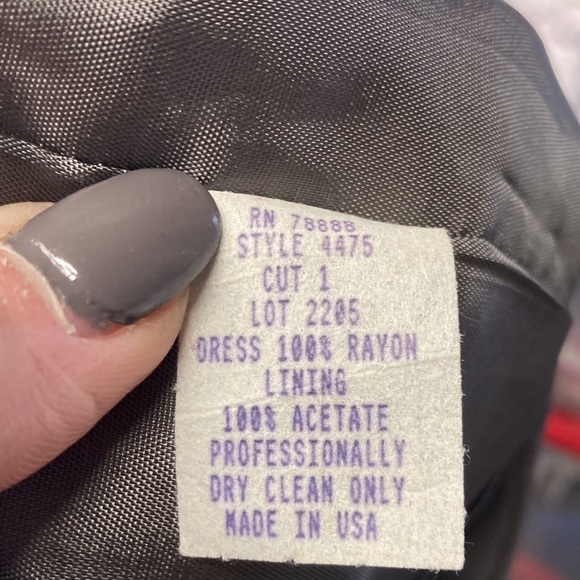 RN 78888
STYLE 4475
CUT 1
LOT 2205
DRESS 100% RAYON
LINING
100% ACETATE
PROFESSIONALLY
DRY CLEAN ONLY
MADE IN USA